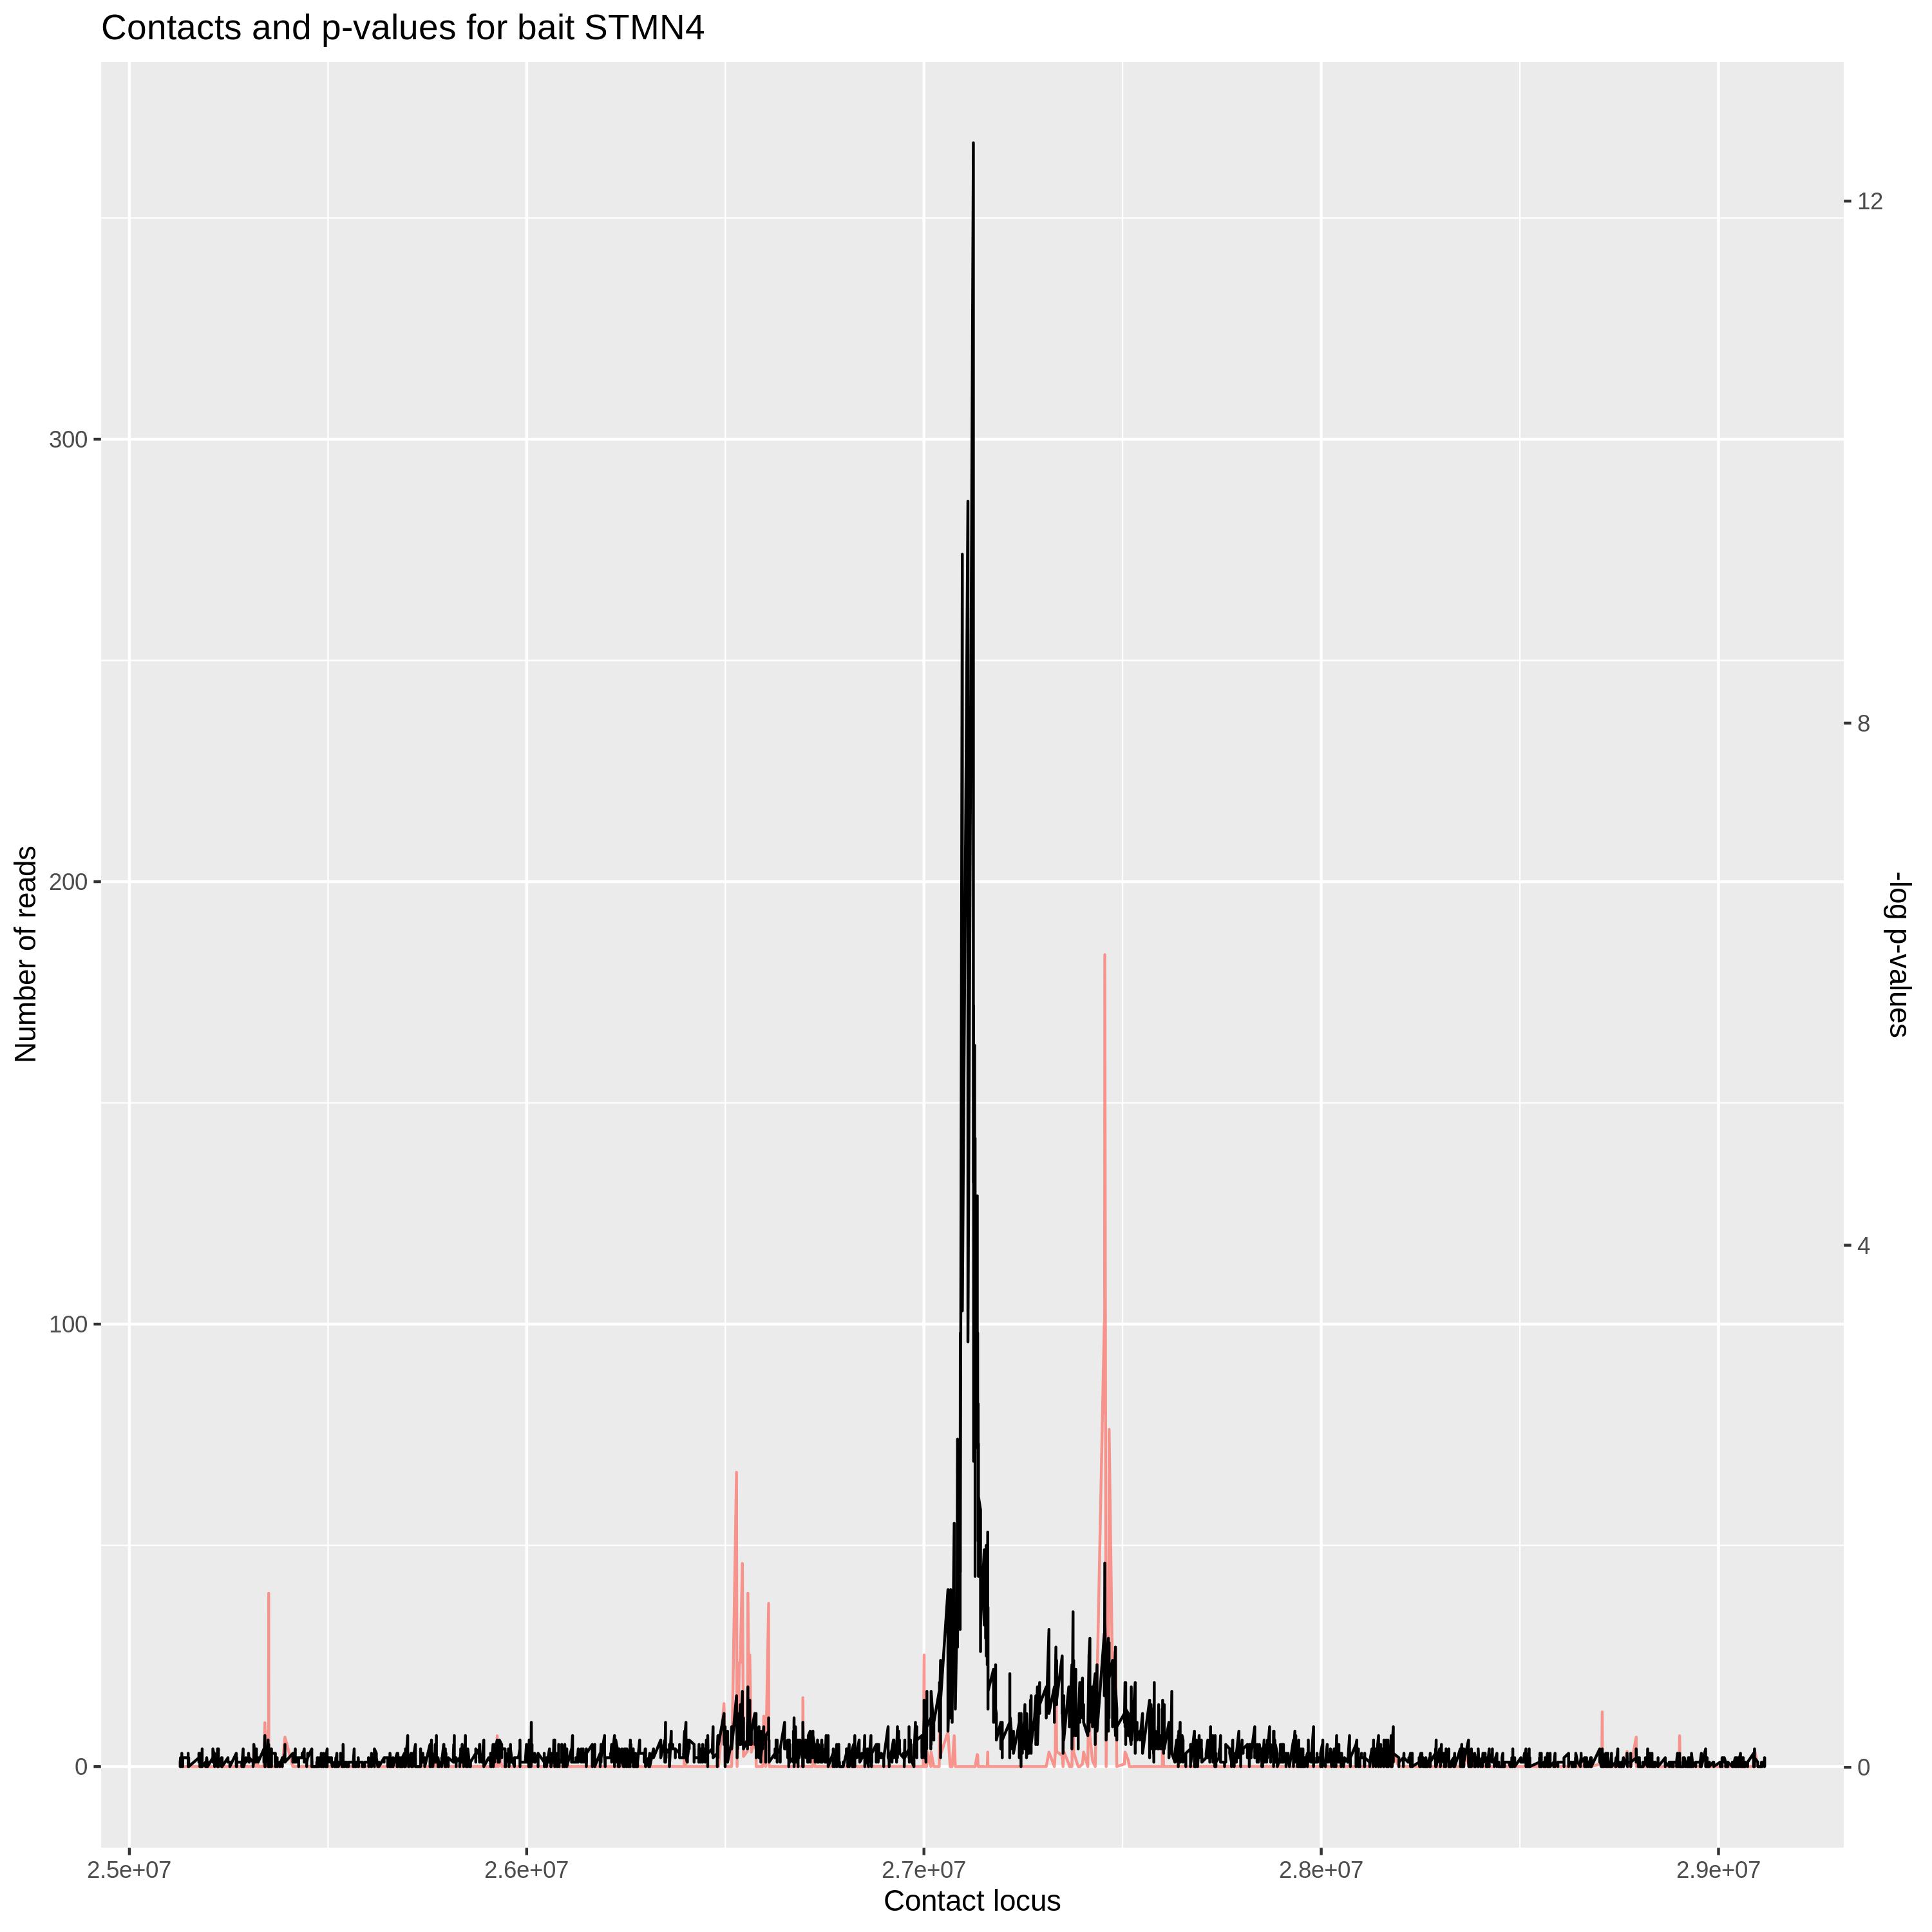 Contacts and p-values for bait STMN4
300
200
100
0
12
8
4
0
Number of reads
-log p-values
2.5e+07
2.6e+07
2.7e+07
2.8e+07
2.9e+07
Contact locus